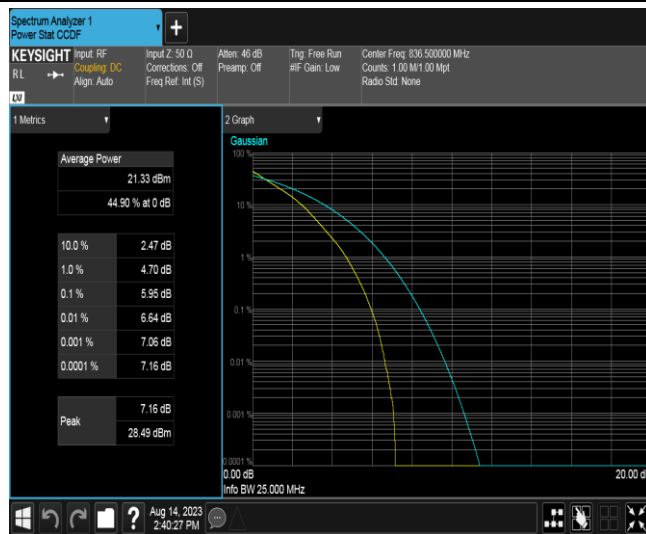 Spectrum Analyzer 1
Power Stat CCDF
+
KEYSIGHT
RL
LXI
Input: RF
Coupling: DC
Align: Auto
Input Z: 50 Ω
Corrections: Off
Freq Ref: Int (S)
Atten: 46 dB
Preamp: Off
Trig: Free Run
#IF Gain: Low
Center Freq: 836.500000 MHz
Counts: 1.00 M/1.00 Mpt
Radio Std: None
1 Metrics
Average Power
21.33 dBm
44.90 % at 0 dB
10.0 % 2.47 dB
1.0 % 4.70 dB
0.1 % 5.95 dB
0.01 % 6.64 dB
0.001 % 7.06 dB
0.0001 % 7.16 dB
Peak
7.16 dB
28.49 dBm
2 Graph
Gaussian
100 %
10 %
1 %
0.1 %
0.01 %
0.001 %
0.0001 %
0.00 dB
20.00 d
Info BW 25.000 MHz
?
Aug 14, 2023
2:40:27 PM